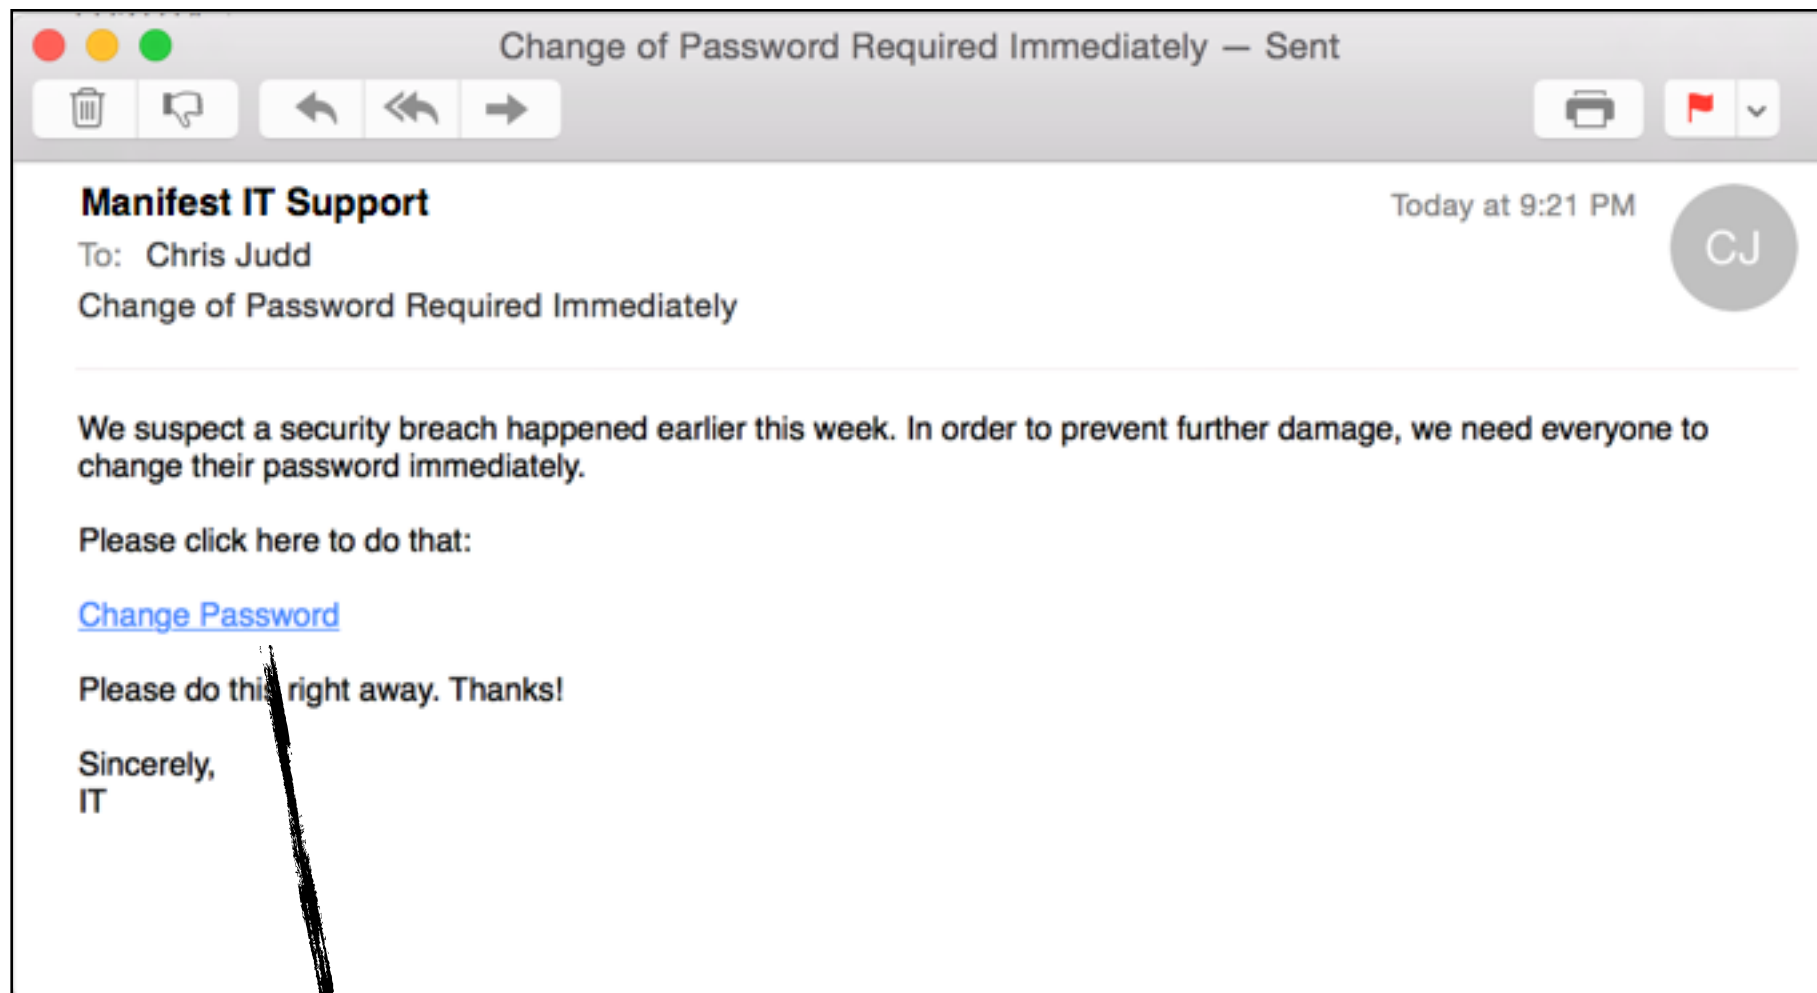 Change of Password Required Immediately — Sent
Manifest IT Support
Today at 9:21 PM
CJ
To: Chris Judd
Change of Password Required Immediately
We suspect a security breach happened earlier this week. In order to prevent further damage, we need everyone to
change their password immediately.
Please click here to do that:
Change Password
Please do this right away. Thanks!
Sincerely,
IT